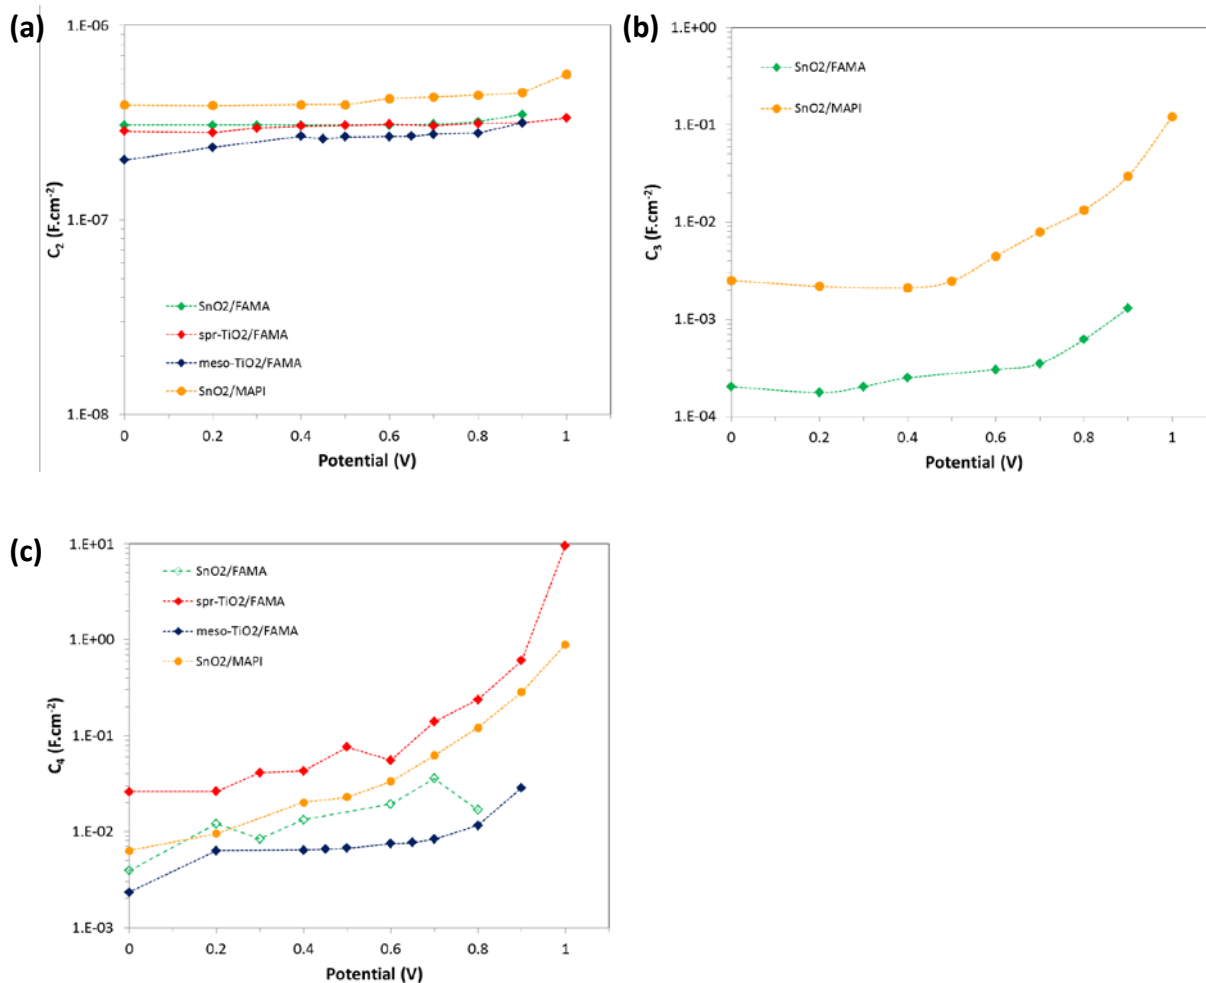 (a)
1.E-06
1.E-07
1.E-08
C2 (F.cm-2)
SnO2/FAMA
spr-TiO2/FAMA
meso-TiO2/FAMA
SnO2/MAPI
0 0.2 0.4 0.6 0.8 1
Potential (V)
(b)
1.E+00
1.E-01
1.E-02
1.E-03
1.E-04
C3 (F.cm-2)
SnO2/FAMA
SnO2/MAPI
0 0.2 0.4 0.6 0.8 1
Potential (V)
(c)
1.E+01
1.E+00
1.E-01
1.E-02
1.E-03
C4 (F.cm-2)
SnO2/FAMA
spr-TiO2/FAMA
meso-TiO2/FAMA
SnO2/MAPI
0 0.2 0.4 0.6 0.8 1
Potential (V)